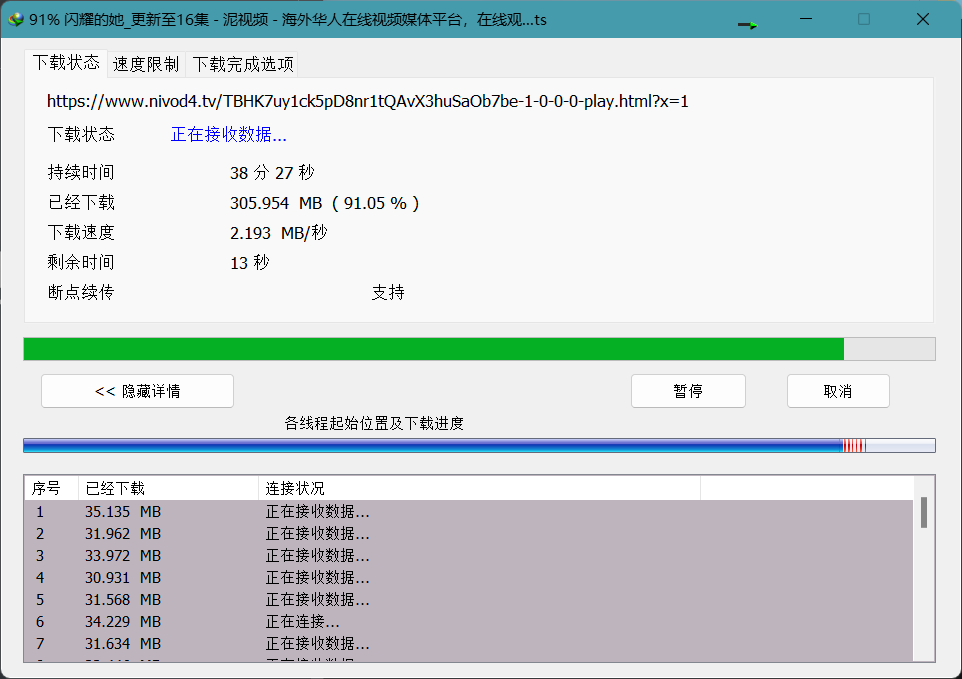 91% 闪耀的她_更新至16集 - 泥视频 - 海外华人在线视频媒体平台，在线观...ts
下载状态 速度限制 下载完成选项
https://www.nivod4.tv/TBHK7uy1ck5pD8nr1tQAvX3huSaOb7be-1-0-0-0-play.html?x=1
下载状态 正在接收数据...
持续时间 38 分 27 秒
已经下载 305.954 MB ( 91.05 % )
下载速度 2.193 MB/秒
剩余时间 13 秒
断点续传 支持
<< 隐藏详情 暂停 取消
各线程起始位置及下载进度
序号 已经下载 连接状况
1 35.135 MB 正在接收数据...
2 31.962 MB 正在接收数据...
3 33.972 MB 正在接收数据...
4 30.931 MB 正在接收数据...
5 31.568 MB 正在接收数据...
6 34.229 MB 正在连接...
7 31.634 MB 正在接收数据...